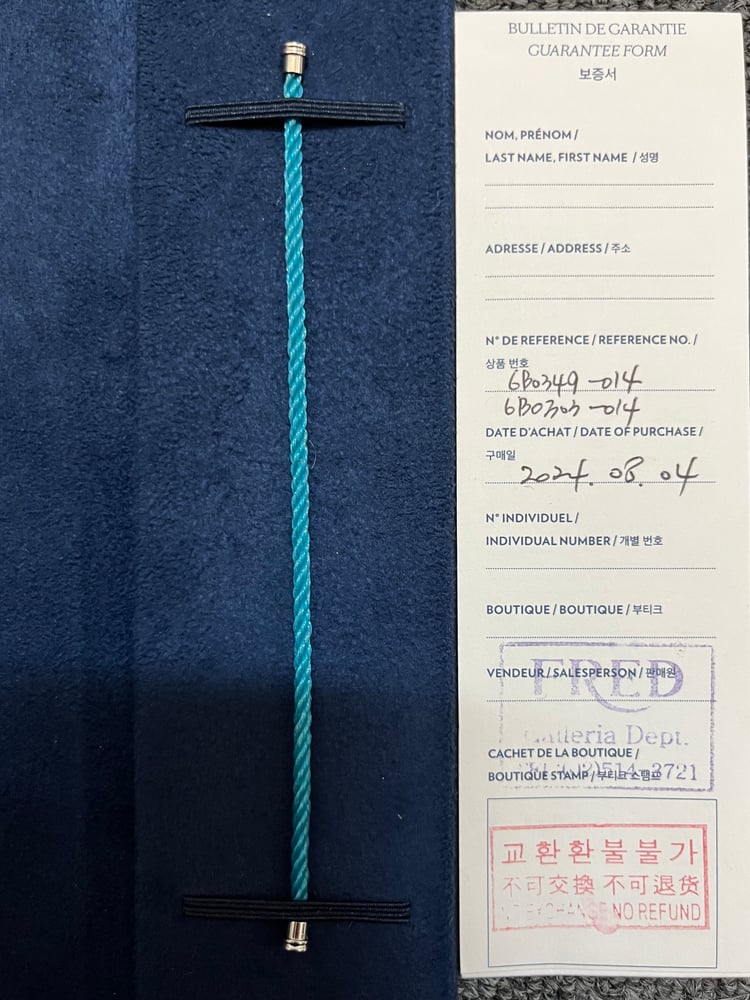 BULLETIN DE GARANTIE
GUARANTEE FORM
보증서
NOM, PRÉNOM /
LAST NAME, FIRST NAME / 성명
ADRESSE / ADDRESS / 주소
N° DE REFERENCE / REFERENCE NO. /
상품 번호
6B0349-014
6B0303-014
DATE D'ACHAT / DATE OF PURCHASE /
구매일
2024. 08. 04
N° INDIVIDUEL /
INDIVIDUAL NUMBER / 개별 번호
BOUTIQUE / BOUTIQUE / 부티크
VENDEUR / SALESPERSON / 판매원
FRED
Galleria Dept.
CACHET DE LA BOUTIQUE /
BOUTIQUE STAMP / 부티크 스탬프
514-3721
교환환불불가
不可交換 不可退货
NO EXCHANGE NO REFUND